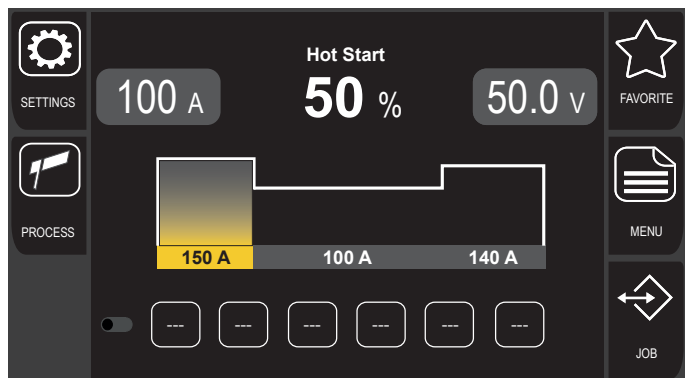 SETTINGS
PROCESS
Hot Start
100 A
50 %
50.0 V
150 A
100 A
140 A
---
---
---
---
---
---
FAVORITE
MENU
JOB